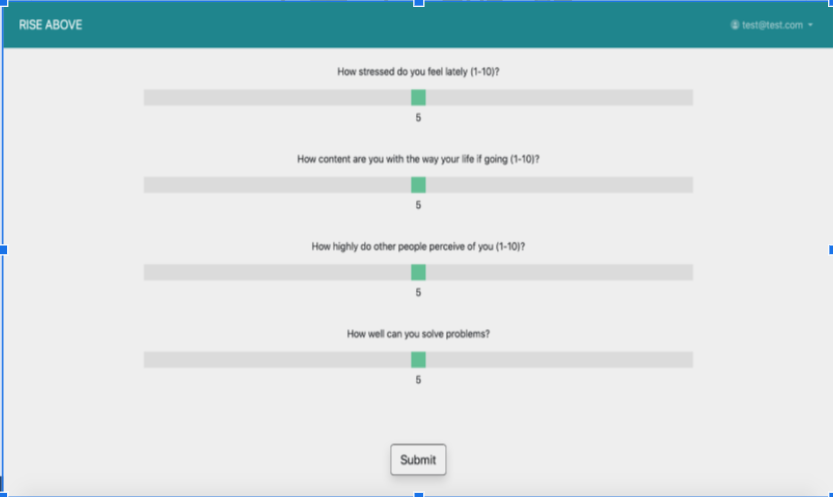 RISE ABOVE
test@test.com
How stressed do you feel lately (1-10)?
5
How content are you with the way your life if going (1-10)?
5
How highly do other people perceive of you (1-10)?
5
How well can you solve problems?
5
Submit